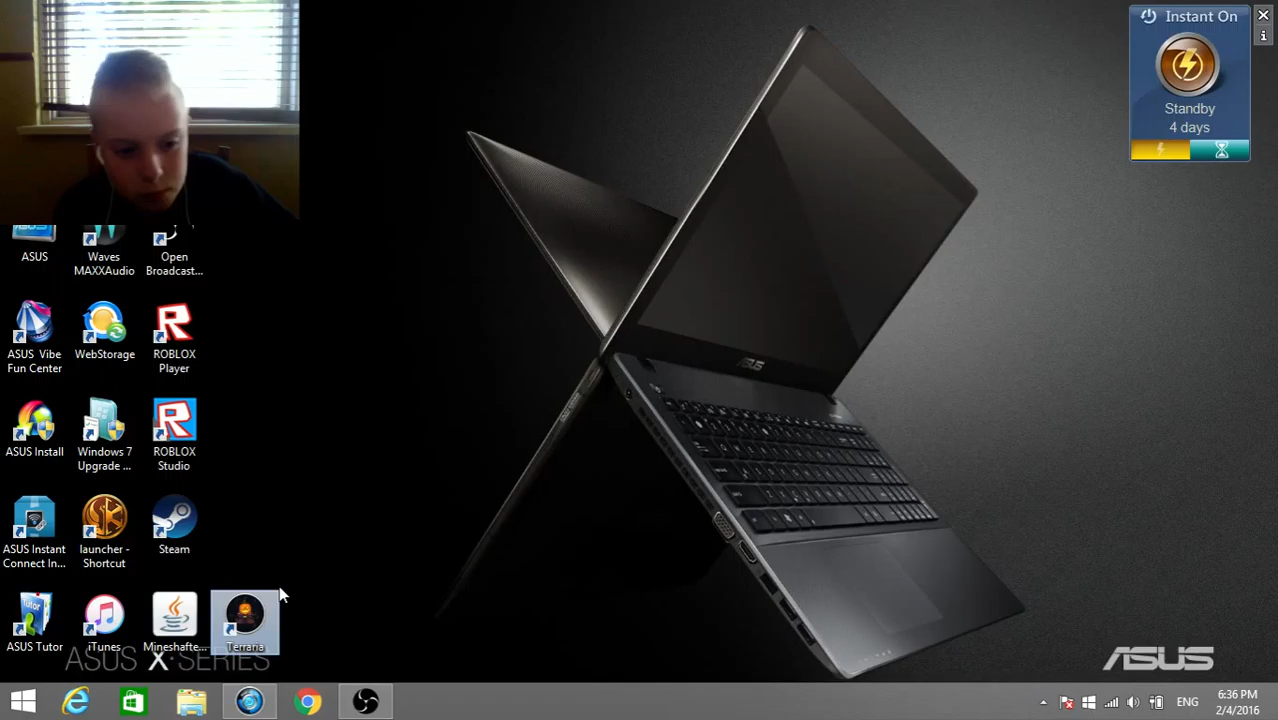 Instant On
Standby
4 days
ASUS
Waves
MAXXAudio
Open
Broadcast...
ASUS Vibe
Fun Center
WebStorage
ROBLOX
Player
ASUS Install
Windows 7
Upgrade ...
ROBLOX
Studio
ASUS Instant
Connect In...
launcher -
Shortcut
Steam
ASUS Tutor
iTunes
Mineshafte...
Terraria
ASUS X-SERIES
ASUS
ASUS
ENG
6:36 PM
2/4/2016